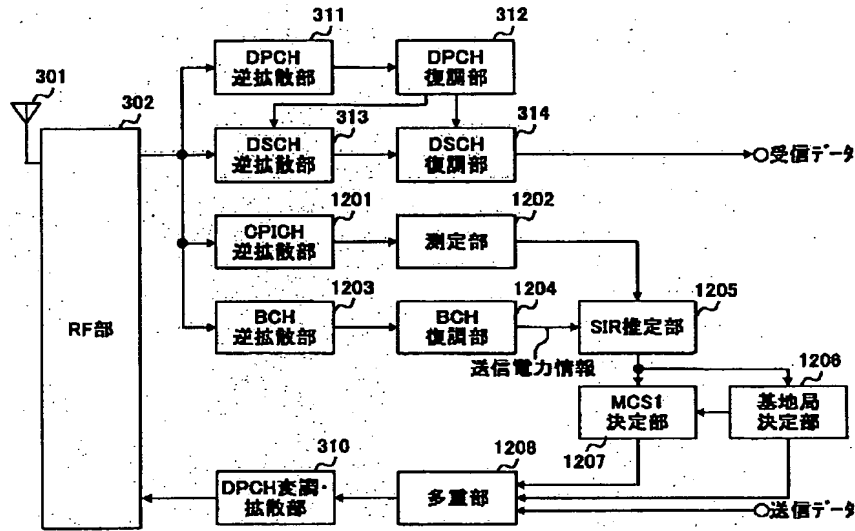 311
312
DPCH
逆拡散部
DPCH
復調部
301
302
313
314
DSCH
逆拡散部
DSCH
復調部
受信データ
1201
1202
CPICH
逆拡散部
測定部
1203
1204
1205
RF部
BCH
逆拡散部
BCH
復調部
SIR推定部
送信電力情報
1206
MCS1
決定部
基地局
決定部
1207
310
1208
DPCH変調・
拡散部
多重部
送信データ